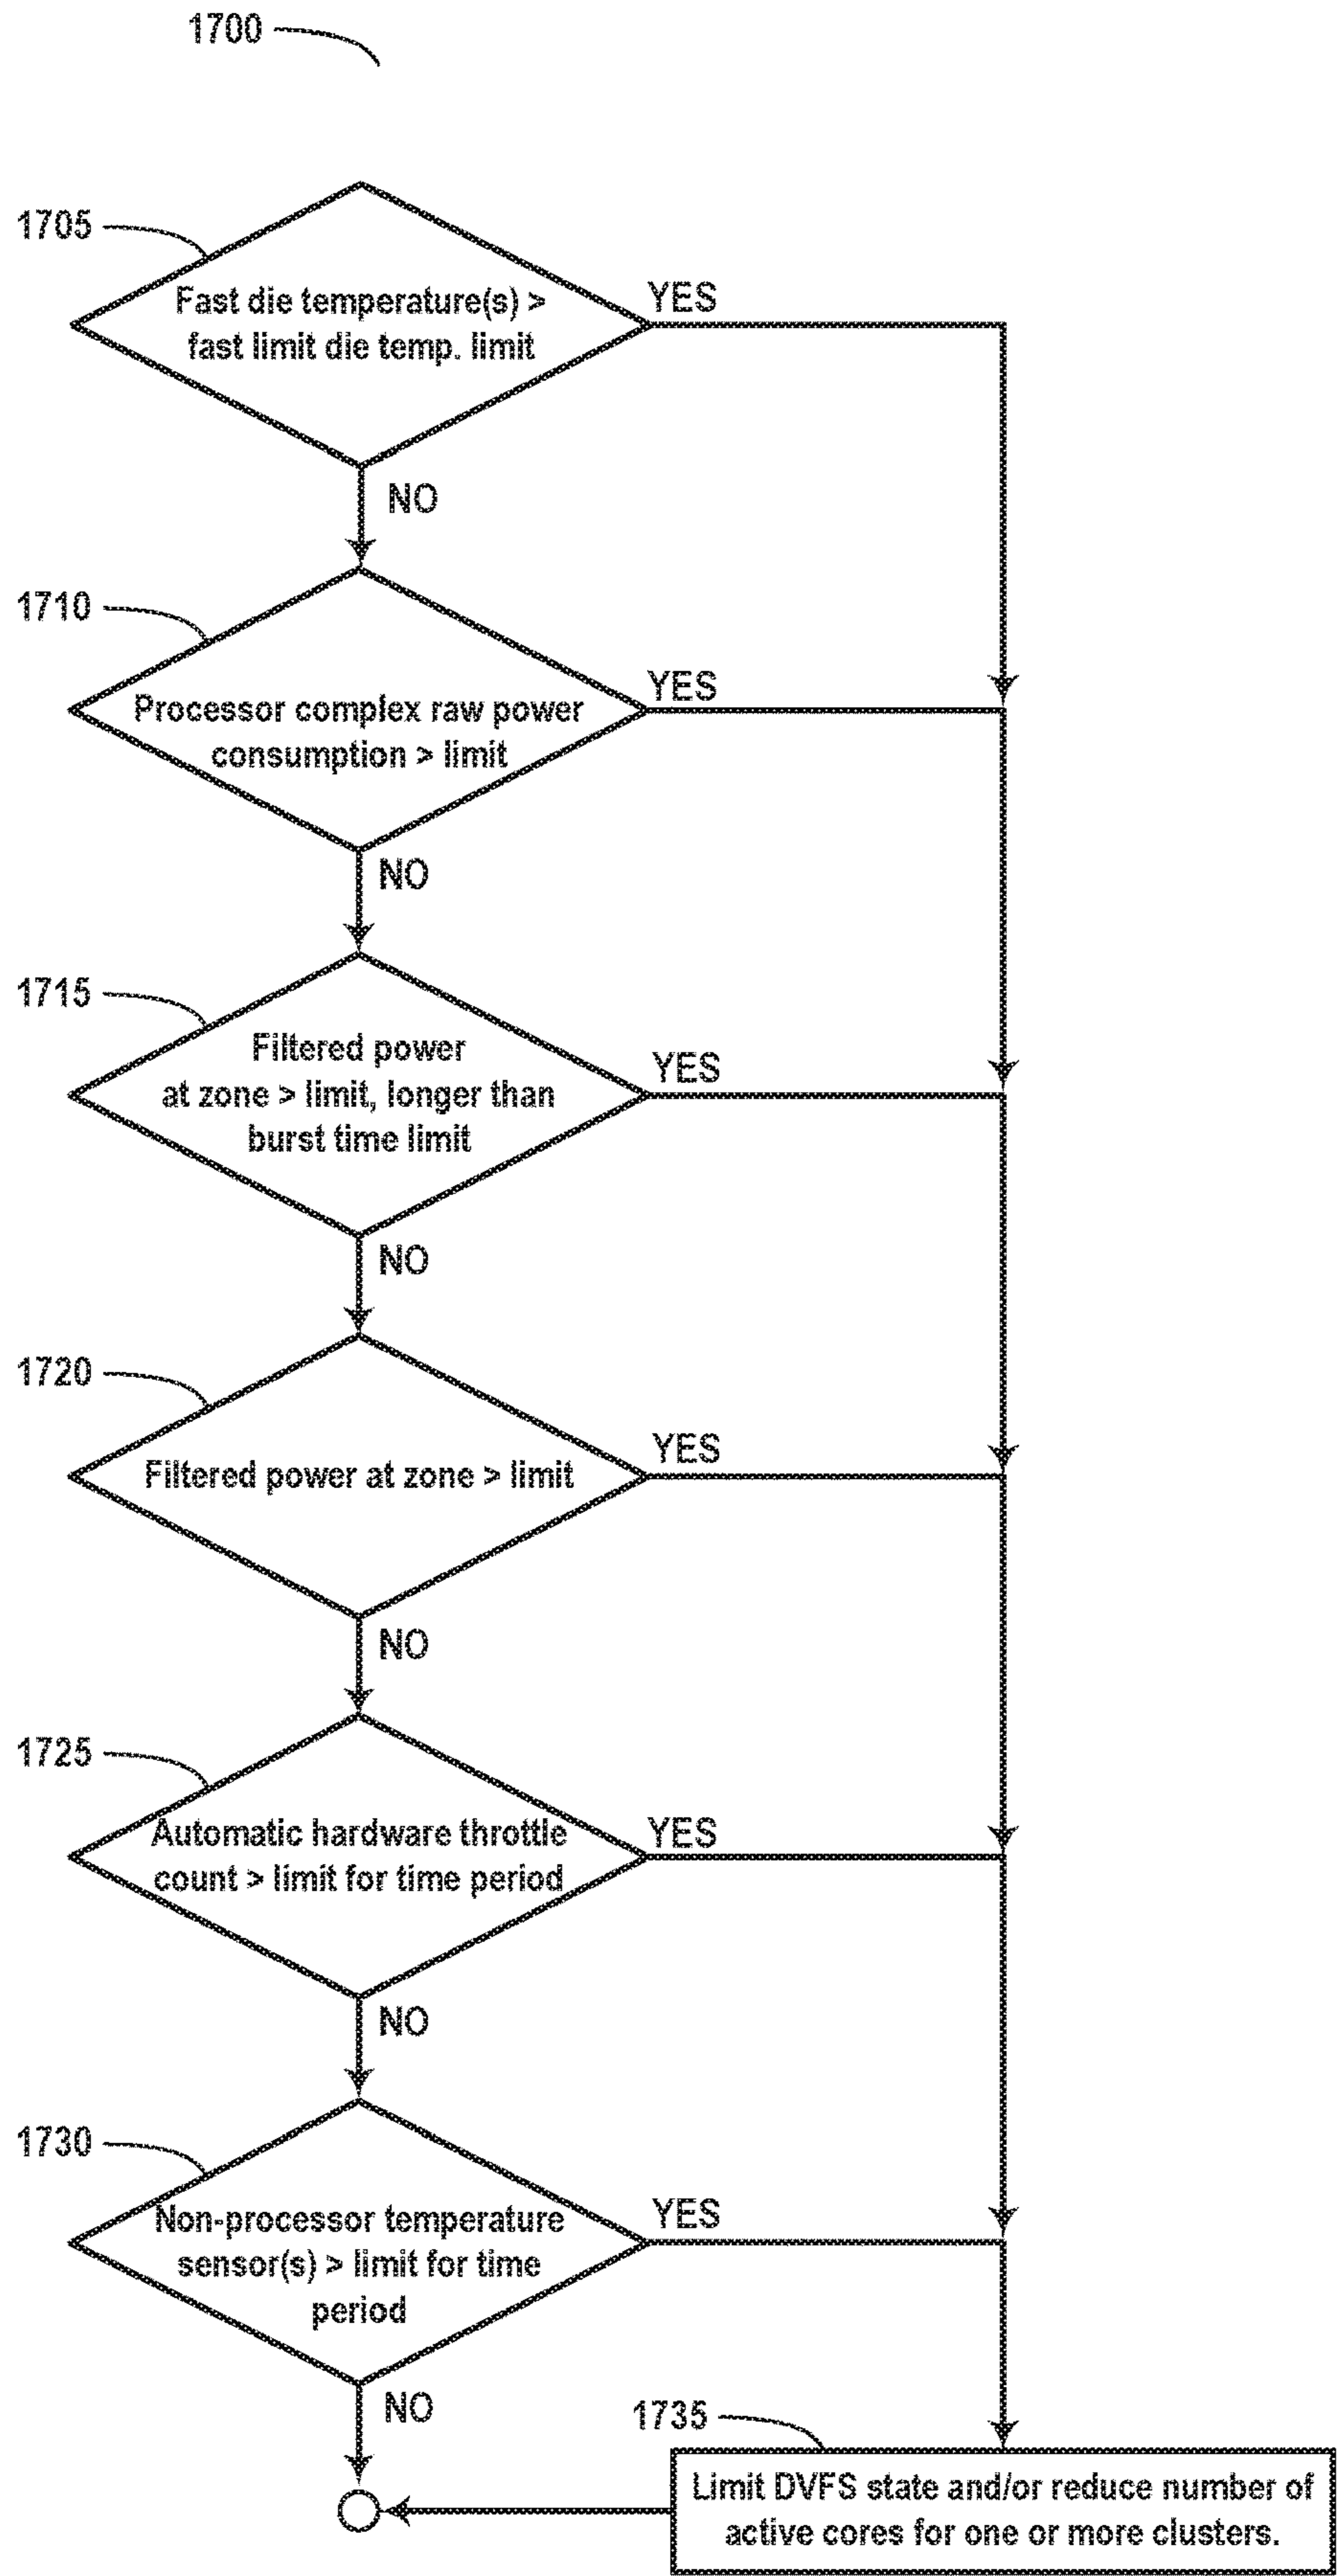 1700
1705
Fast die temperature(s) >
fast limit die temp. limit
YES
NO
1710
Processor complex raw power
consumption > limit
YES
NO
1715
Filtered power
at zone > limit, longer than
burst time limit
YES
NO
1720
Filtered power at zone > limit
YES
NO
1725
Automatic hardware throttle
count > limit for time period
YES
NO
1730
Non-processor temperature
sensor(s) > limit for time
period
YES
NO
1735
Limit DVFS state and/or reduce number of
active cores for one or more clusters.